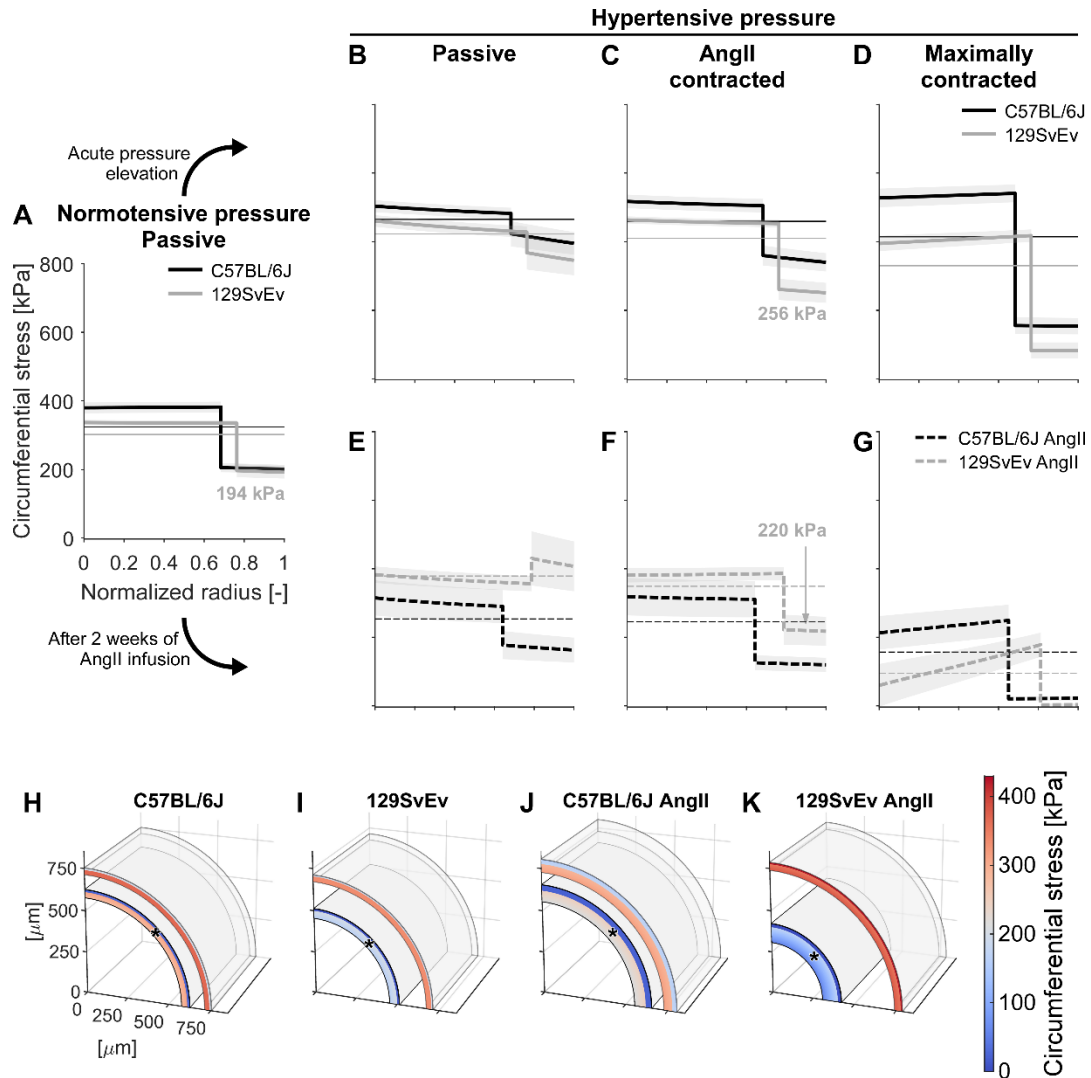 Hypertensive pressure
B
Passive
C
AngII
contracted
D
Maximally
contracted
C57BL/6J
129SvEv
Acute pressure
elevation
A
Normotensive pressure
Passive
C57BL/6J
129SvEv
800
600
400
200
0
Circumferential stress [kPa]
194 kPa
0 0.2 0.4 0.6 0.8 1
Normalized radius [-]
256 kPa
After 2 weeks of
AngII infusion
E
F
220 kPa
G
C57BL/6J AngII
129SvEv AngII
H
C57BL/6J
I
129SvEv
J
C57BL/6J AngII
K
129SvEv AngII
750
500
250
0
[μm]
0
250
500
750
[μm]
*
*
*
*
400
300
200
100
0
Circumferential stress [kPa]